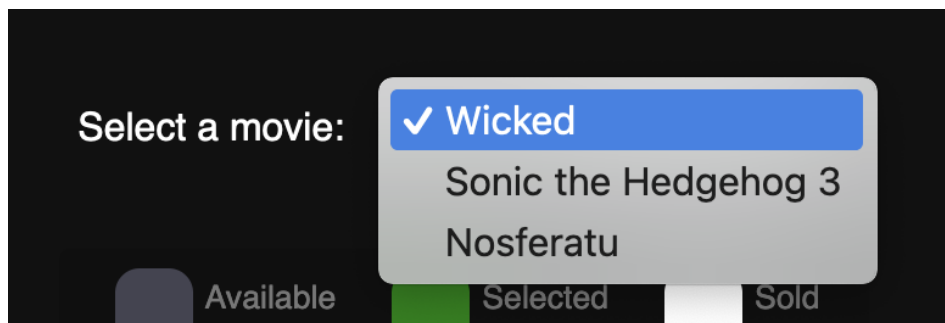 Select a movie:
✓ Wicked
Sonic the Hedgehog 3
Nosferatu
Available
Selected
Sold